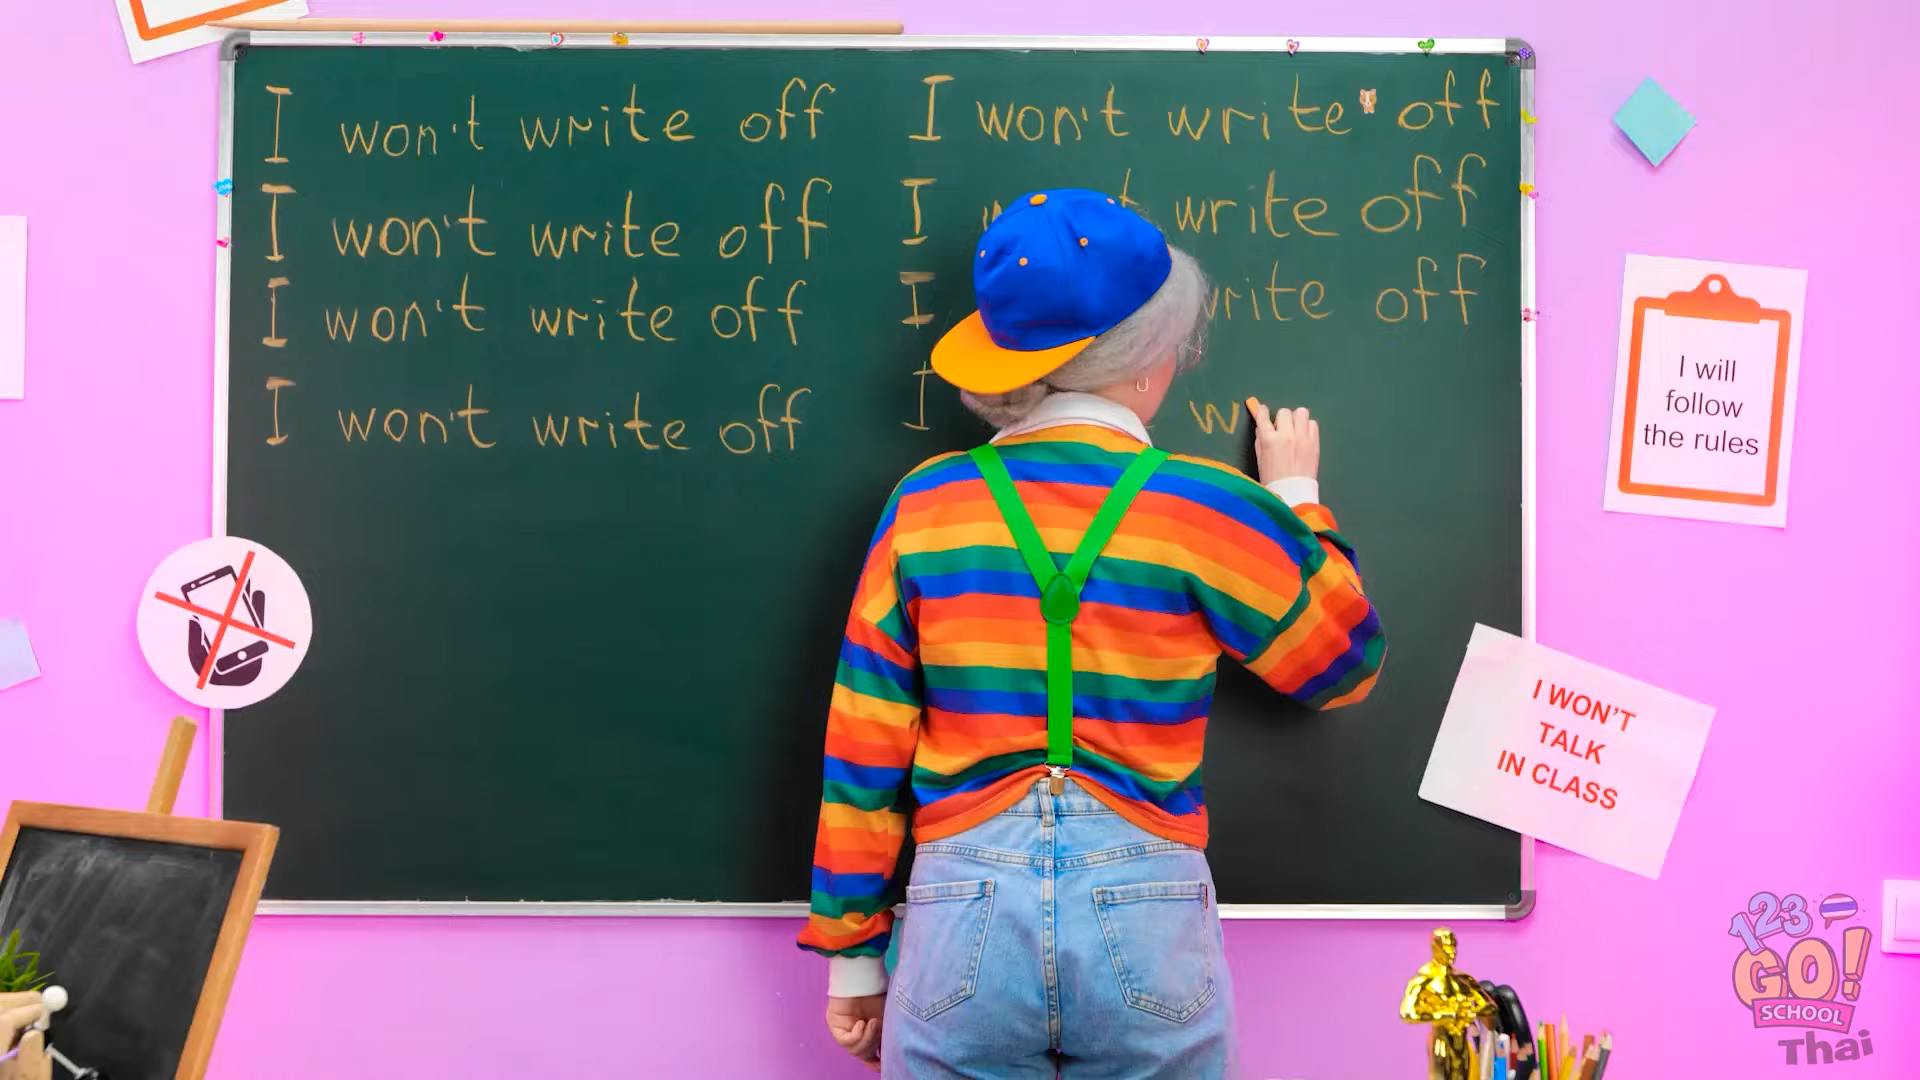 I won't write off
I won't write off
I won't write off
I won't write off
I won't write off
I write off
I write off
I w
I will
follow
the rules
I WON'T
TALK
IN CLASS
123
GO!
SCHOOL
Thai